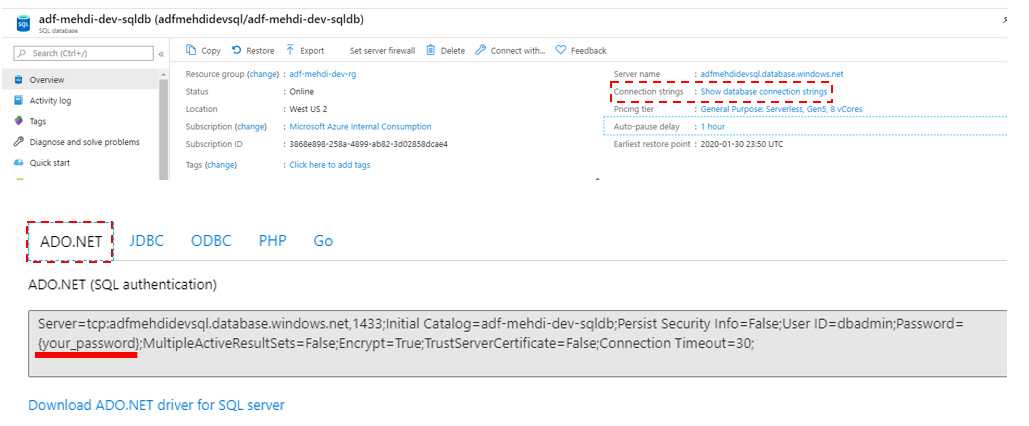 adf-mehdi-dev-sqldb (adfmehdidevsql/adf-mehdi-dev-sqldb)
SQL
SQL database
Search (Ctrl+/)
«
Copy Restore Export Set server firewall Delete Connect with... Feedback
Overview
Activity log
Tags
Diagnose and solve problems
Quick start
Resource group (change) : adf-mehdi-dev-rg
Status : Online
Location : West US 2
Subscription (change) : Microsoft Azure Internal Consumption
Subscription ID : 3868e898-258a-4899-ab82-3d02858dcae4
Tags (change) : Click here to add tags
Server name : adfmehdidevsql.database.windows.net
Connection strings : Show database connection strings
Pricing tier : General Purpose: Serverless, Gen5, 8 vCores
Auto-pause delay : 1 hour
Earliest restore point : 2020-01-30 23:50 UTC
ADO.NET JDBC ODBC PHP Go
ADO.NET (SQL authentication)
Server=tcp:adfmehdidevsql.database.windows.net,1433;Initial Catalog=adf-mehdi-dev-sqldb;Persist Security Info=False;User ID=dbadmin;Password=
{your_password};MultipleActiveResultSets=False;Encrypt=True;TrustServerCertificate=False;Connection Timeout=30;
Download ADO.NET driver for SQL server